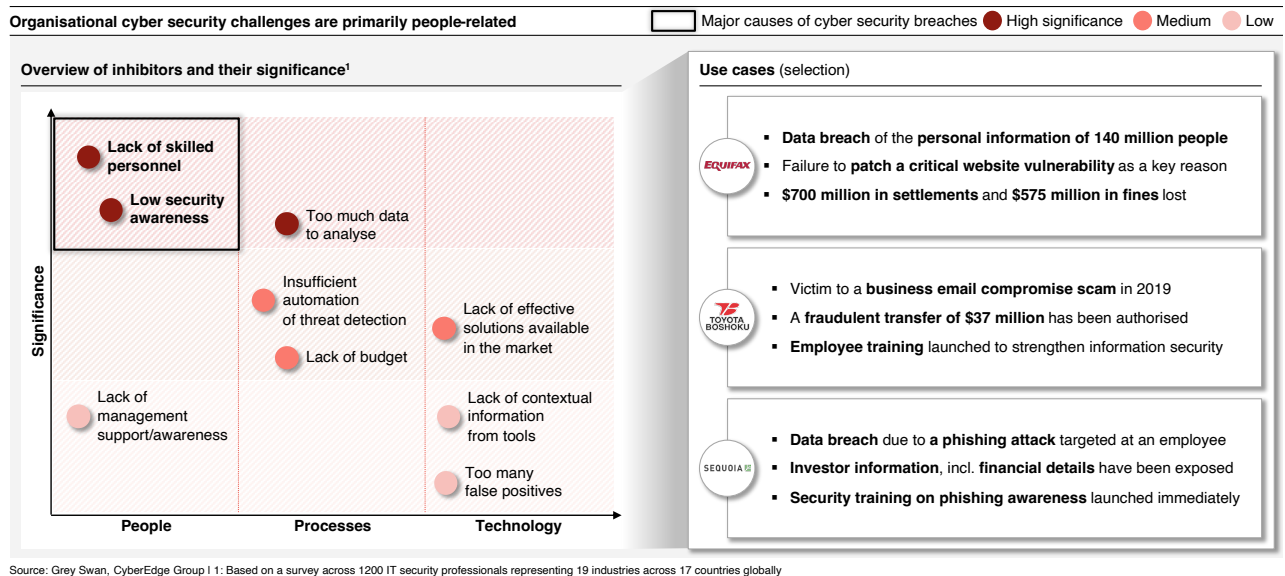 Organisational cyber security challenges are primarily people-related
Major causes of cyber security breaches
High significance
Medium
Low
Overview of inhibitors and their significance¹
Significance
Lack of skilled
personnel
Low security
awareness
Too much data
to analyse
Insufficient
automation
of threat detection
Lack of effective
solutions available
in the market
Lack of budget
Lack of
management
support/awareness
Lack of contextual
information
from tools
Too many
false positives
People
Processes
Technology
Use cases (selection)
EQUIFAX
▪ Data breach of the personal information of 140 million people
▪ Failure to patch a critical website vulnerability as a key reason
▪ $700 million in settlements and $575 million in fines lost
TOYOTA
BOSHOKU
▪ Victim to a business email compromise scam in 2019
▪ A fraudulent transfer of $37 million has been authorised
▪ Employee training launched to strengthen information security
SEQUOIA
▪ Data breach due to a phishing attack targeted at an employee
▪ Investor information, incl. financial details have been exposed
▪ Security training on phishing awareness launched immediately
Source: Grey Swan, CyberEdge Group I 1: Based on a survey across 1200 IT security professionals representing 19 industries across 17 countries globally